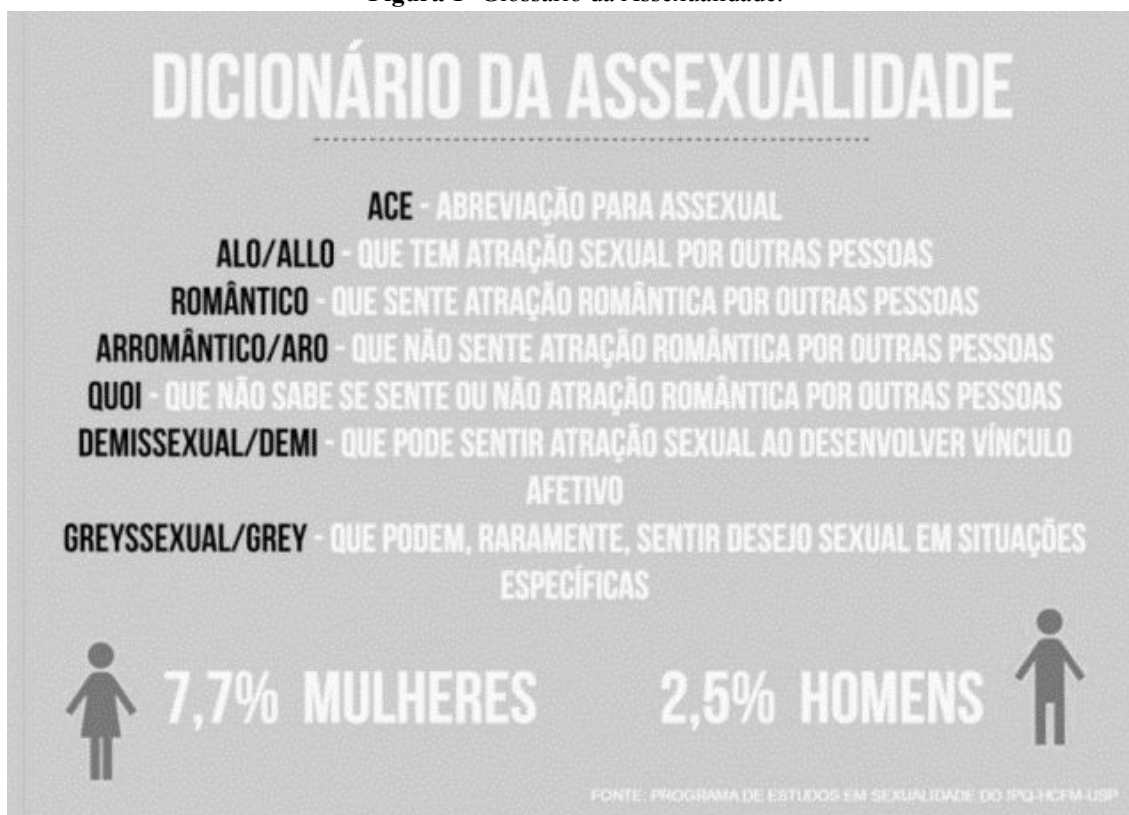 DICIONÁRIO DA ASSEXUALIDADE
ACE - ABREVIAÇÃO PARA ASSEXUAL
ALO/ALLO - QUE TEM ATRAÇÃO SEXUAL POR OUTRAS PESSOAS
ROMÂNTICO - QUE SENTE ATRAÇÃO ROMÂNTICA POR OUTRAS PESSOAS
ARROMÂNTICO/ARO - QUE NÃO SENTE ATRAÇÃO ROMÂNTICA POR OUTRAS PESSOAS
QUOI - QUE NÃO SABE SE SENTE OU NÃO ATRAÇÃO ROMÂNTICA POR OUTRAS PESSOAS
DEMISSEXUAL/DEMI - QUE PODE SENTIR ATRAÇÃO SEXUAL AO DESENVOLVER VÍNCULO
AFETIVO
GREYSSEXUAL/GREY - QUE PODEM, RARAMENTE, SENTIR DESEJO SEXUAL EM SITUAÇÕES
ESPECÍFICAS
7,7% MULHERES 2,5% HOMENS
FONTE: PROGRAMA DE ESTUDOS EM SEXUALIDADE DO IPQ-HCFM-USP